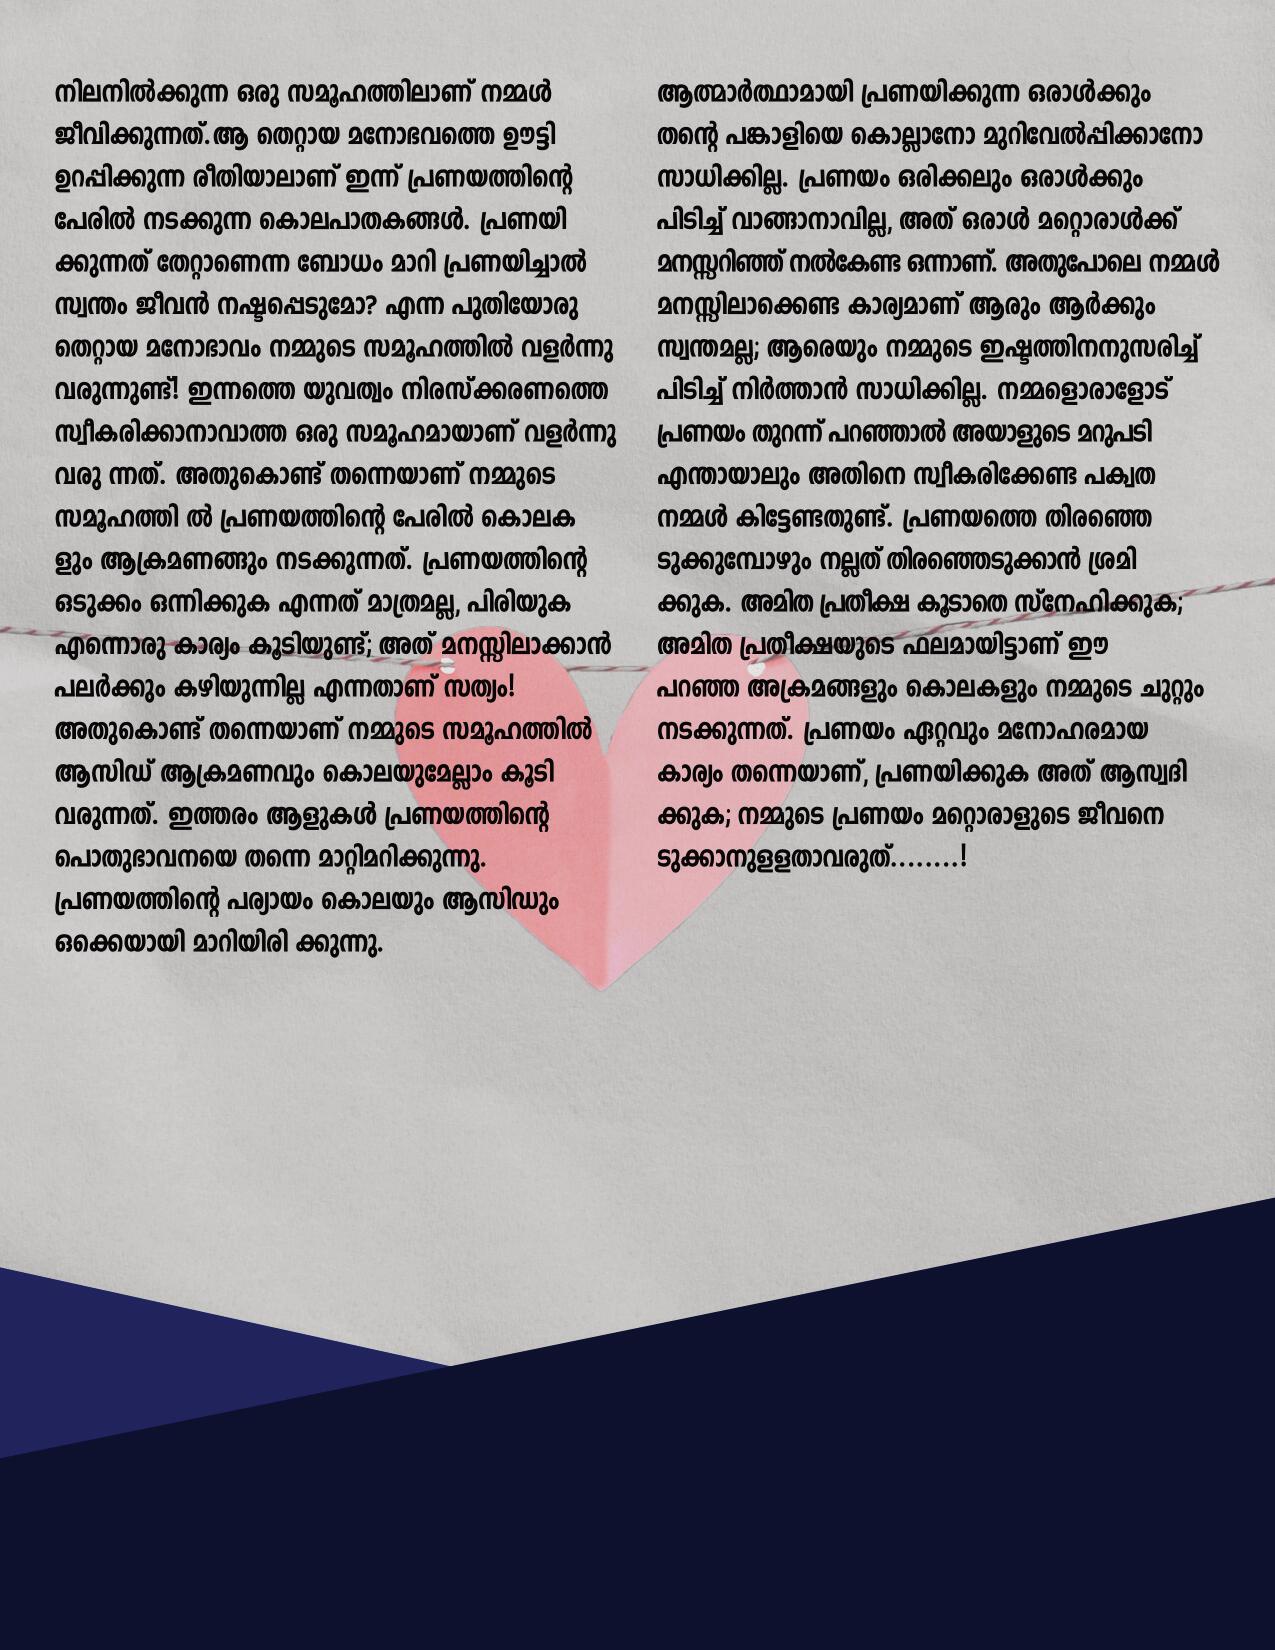 നിലനിൽക്കുന്ന ഒരു സമൂഹത്തിലാണ് നമ്മൾ
ജീവിക്കുന്നത്.ആ തെറ്റായ മനോഭവത്തെ ഊട്ടി
ഉറപ്പിക്കുന്ന രീതിയാലാണ് ഇന്ന് പ്രണയത്തിന്റെ
പേരിൽ നടക്കുന്ന കൊലപാതകങ്ങൾ. പ്രണയി
ക്കുന്നത് തേറ്റാണെന്ന ബോധം മാറി പ്രണയിച്ചാൽ
സ്വന്തം ജീവൻ നഷ്ടപ്പെടുമോ? എന്ന പുതിയോരു
തെറ്റായ മനോഭാവം നമ്മുടെ സമൂഹത്തിൽ വളർന്നു
വരുന്നുണ്ട്! ഇന്നത്തെ യുവത്വം നിരസ്ക്കരണത്തെ
സ്വീകരിക്കാനാവാത്ത ഒരു സമൂഹമായാണ് വളർന്നു
വരു ന്നത്. അതുകൊണ്ട് തന്നെയാണ് നമ്മുടെ
സമൂഹത്തി ൽ പ്രണയത്തിന്റെ പേരിൽ കൊലക
ളും ആക്രമണങ്ങും നടക്കുന്നത്. പ്രണയത്തിന്റെ
ഒടുക്കം ഒന്നിക്കുക എന്നത് മാത്രമല്ല, പിരിയുക
എന്നൊരു കാര്യം കൂടിയുണ്ട്; അത് മനസ്സിലാക്കാൻ
പലർക്കും കഴിയുന്നില്ല എന്നതാണ് സത്യം!
അതുകൊണ്ട് തന്നെയാണ് നമ്മുടെ സമൂഹത്തിൽ
ആസിഡ് ആക്രമണവും കൊലയുമേല്ലാം കൂടി
വരുന്നത്. ഇത്തരം ആളുകൾ പ്രണയത്തിന്റെ
പൊതുഭാവനയെ തന്നെ മാറ്റിമറിക്കുന്നു.
പ്രണയത്തിന്റെ പര്യായം കൊലയും ആസിഡും
ഒക്കെയായി മാറിയിരി ക്കുന്നു.
ആത്മാർത്ഥാമായി പ്രണയിക്കുന്ന ഒരാൾക്കും
തന്റെ പങ്കാളിയെ കൊല്ലാനോ മുറിവേൽപ്പിക്കാനോ
സാധിക്കില്ല. പ്രണയം ഒരിക്കലും ഒരാൾക്കും
പിടിച്ച് വാങ്ങാനാവില്ല, അത് ഒരാൾ മറ്റൊരാൾക്ക്
മനസ്സറിഞ്ഞ് നൽകേണ്ട ഒന്നാണ്. അതുപോലെ നമ്മൾ
മനസ്സിലാക്കെണ്ട കാര്യമാണ് ആരും ആർക്കും
സ്വന്തമല്ല; ആരെയും നമ്മുടെ ഇഷ്ടത്തിനനുസരിച്ച്
പിടിച്ച് നിർത്താൻ സാധിക്കില്ല. നമ്മളൊരാളോട്
പ്രണയം തുറന്ന് പറഞ്ഞാൽ അയാളുടെ മറുപടി
എന്തായാലും അതിനെ സ്വീകരിക്കേണ്ട പക്വത
നമ്മൾ കിട്ടേണ്ടതുണ്ട്. പ്രണയത്തെ തിരഞ്ഞെ
ടുക്കുമ്പോഴും നല്ലത് തിരഞ്ഞെടുക്കാൻ ശ്രമി
ക്കുക. അമിത പ്രതീക്ഷ കൂടാതെ സ്നേഹിക്കുക;
അമിത പ്രതീക്ഷയുടെ ഫലമായിട്ടാണ് ഈ
പറഞ്ഞ അക്രമങ്ങളും കൊലകളും നമ്മുടെ ചുറ്റും
നടക്കുന്നത്. പ്രണയം ഏറ്റവും മനോഹരമായ
കാര്യം തന്നെയാണ്, പ്രണയിക്കുക അത് ആസ്വദി
ക്കുക; നമ്മുടെ പ്രണയം മറ്റൊരാളുടെ ജീവനെ
ടുക്കാനുളളതാവരുത്........!